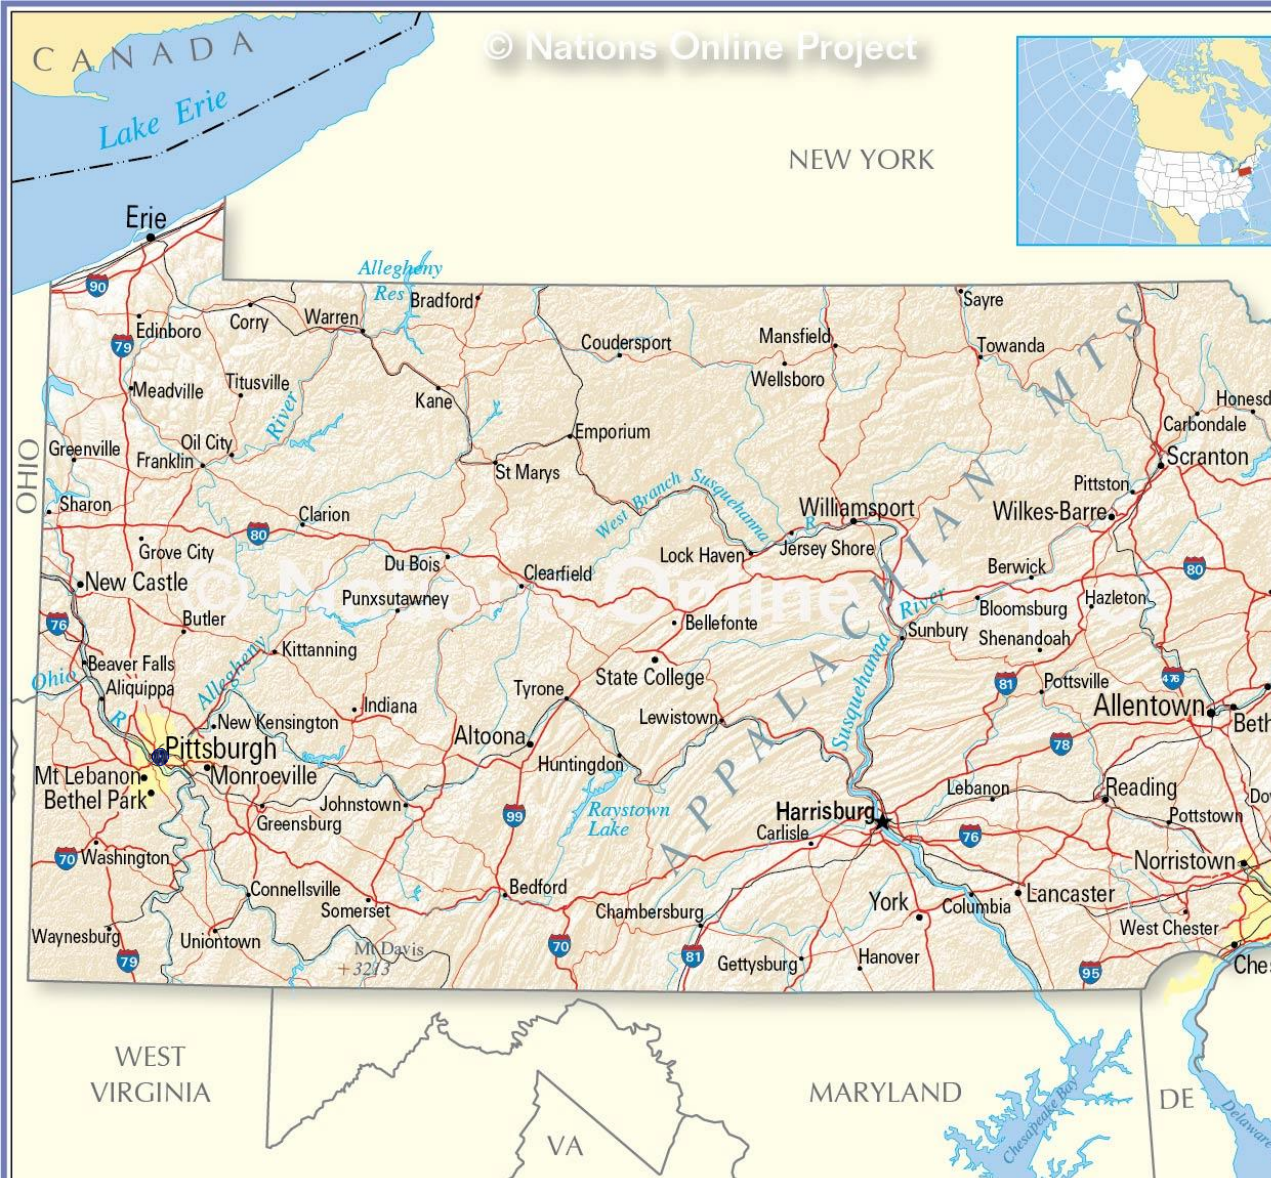 © Nations Online Project
CANADA
Lake Erie
NEW YORK
Erie
90
Allegheny
Res
Bradford
Sayre
Edinboro
Corry
Warren
Coudersport
Mansfield
Towanda
79
Wellsboro
Meadville
Titusville
River
Kane
Carbondale
OHIO
Greenville
Oil City
Franklin
Emporium
St Marys
Scranton
Pittston
Sharon
Clarion
West Branch Susquehanna
R
Williamsport
Wilkes-Barre
80
Grove City
Du Bois
Lock Haven
Jersey Shore
Berwick
80
New Castle
Clearfield
© Nations Online Project
Punxsutawney
Hazleton
76
Butler
Bellefonte
River
Bloomsburg
Sunbury
Shenandoah
Kittanning
Beaver Falls
Allegheny
State College
Ohio
R
Aliquippa
Tyrone
81
Pottsville
476
New Kensington
Indiana
Lewistown
Susquehanna
Allentown
Pittsburgh
Altoona
78
Mt Lebanon
Monroeville
Huntingdon
Bethel Park
Johnstown
Raystown
Lake
Lebanon
Reading
Greensburg
99
Harrisburg
Carlisle
76
Pottstown
70
Washington
APPALACHIAN MTS
Norristown
Connellsville
Bedford
Somerset
Chambersburg
York
Columbia
Lancaster
West Chester
Waynesburg
Uniontown
Mt Davis
3213
79
70
81
Gettysburg
Hanover
95
WEST
VIRGINIA
MARYLAND
DE
VA
Chesapeake Bay
Delaware